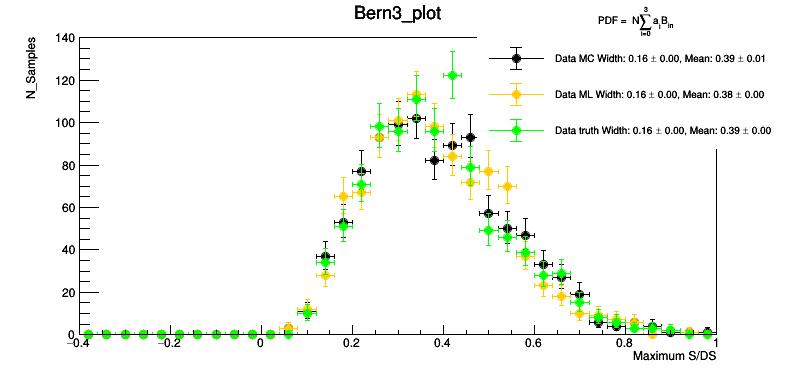 Bern3_plot
PDF = N∑ aᵢBᵢₙ
3
i=0
N_Samples
Data MC Width: 0.16 ± 0.00, Mean: 0.39 ± 0.01
Data ML Width: 0.16 ± 0.00, Mean: 0.38 ± 0.00
Data truth Width: 0.16 ± 0.00, Mean: 0.39 ± 0.00
140
120
100
80
60
40
20
0
−0.4 −0.2 0 0.2 0.4 0.6 0.8 1
Maximum S/DS